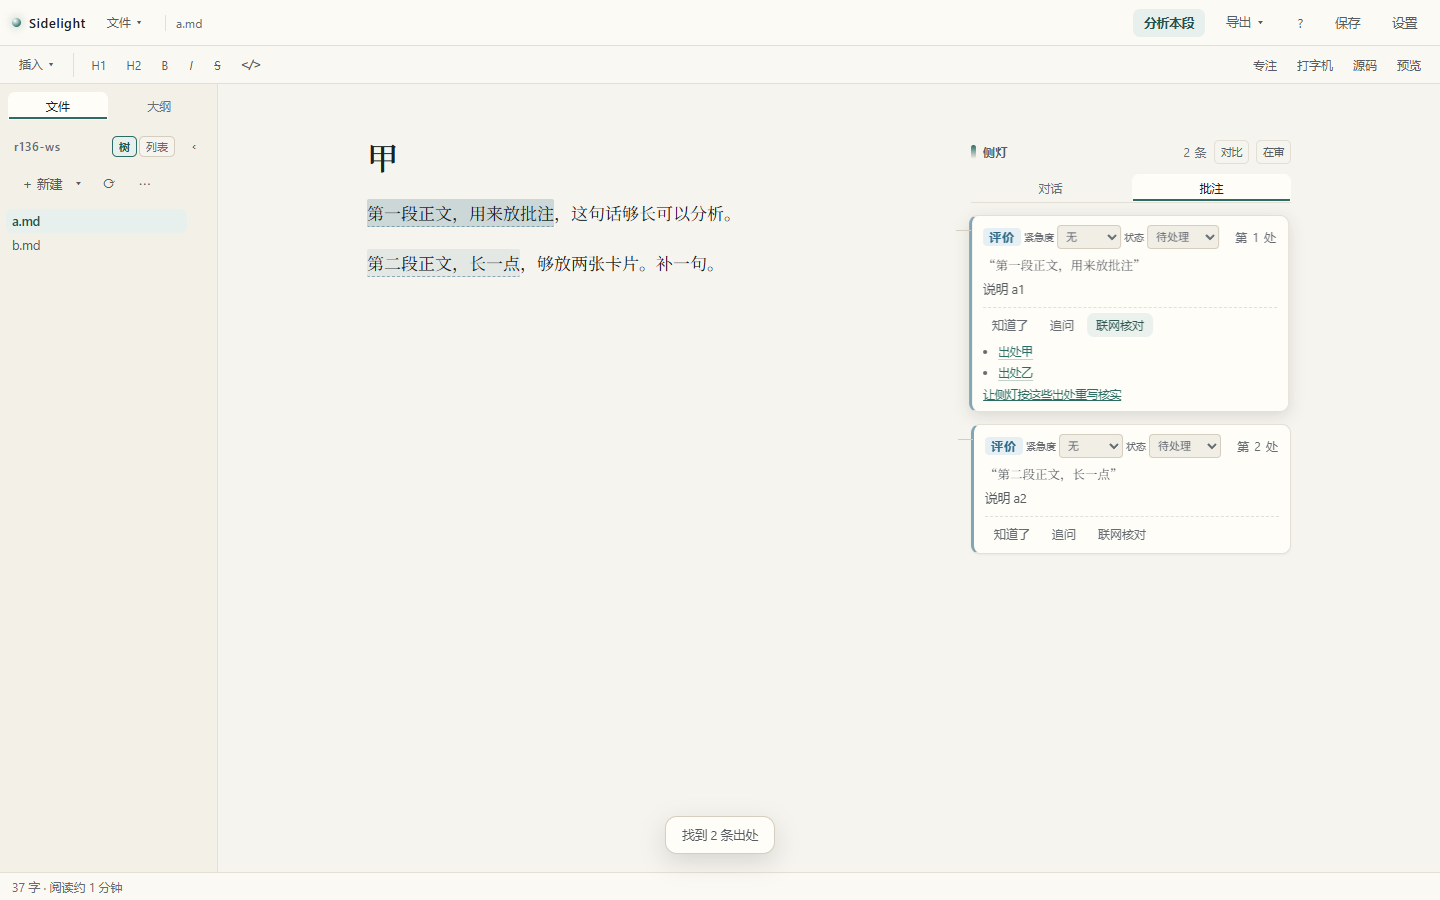 Sidelight 文件 a.md 分析本段 导出 ? 保存 设置
插入 H1 H2 B I S </> 专注 打字机 源码 预览
文件 大纲
r136-ws 树 列表 ‹
+ 新建 ⟳ ···
a.md
b.md
甲
第一段正文，用来放批注，这句话够长可以分析。
第二段正文，长一点，够放两张卡片。补一句。
侧灯 2 条 对比 在审
对话 批注
评价 紧急度 无 状态 待处理 第 1 处
“第一段正文，用来放批注”
说明 a1
知道了 追问 联网核对
• 出处甲
• 出处乙
让侧灯按这些出处重写核实
评价 紧急度 无 状态 待处理 第 2 处
“第二段正文，长一点”
说明 a2
知道了 追问 联网核对
找到 2 条出处
37 字 · 阅读约 1 分钟